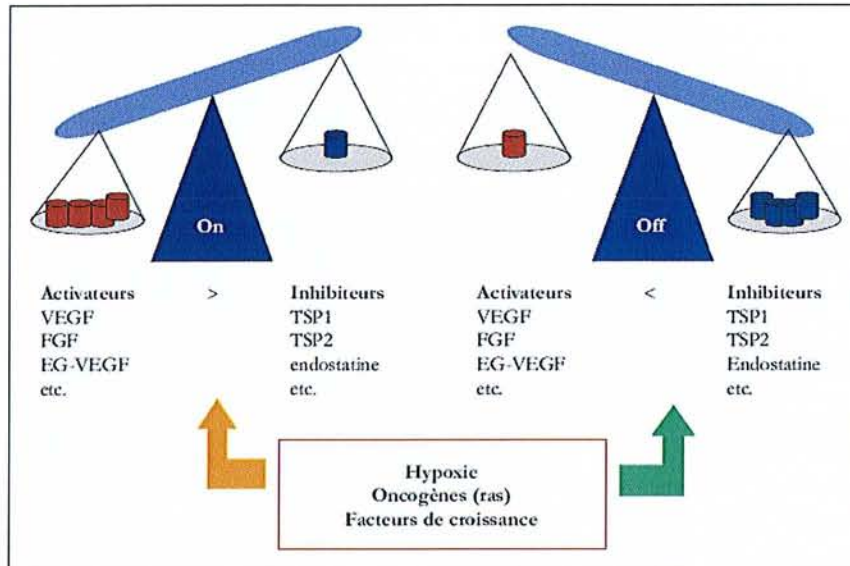 On
Off
Activateurs > Inhibiteurs
VEGF TSP1
FGF TSP2
EG-VEGF endostatine
etc. etc.
Activateurs < Inhibiteurs
VEGF TSP1
FGF TSP2
EG-VEGF Endostatine
etc. etc.
Hypoxie
Oncogènes (ras)
Facteurs de croissance